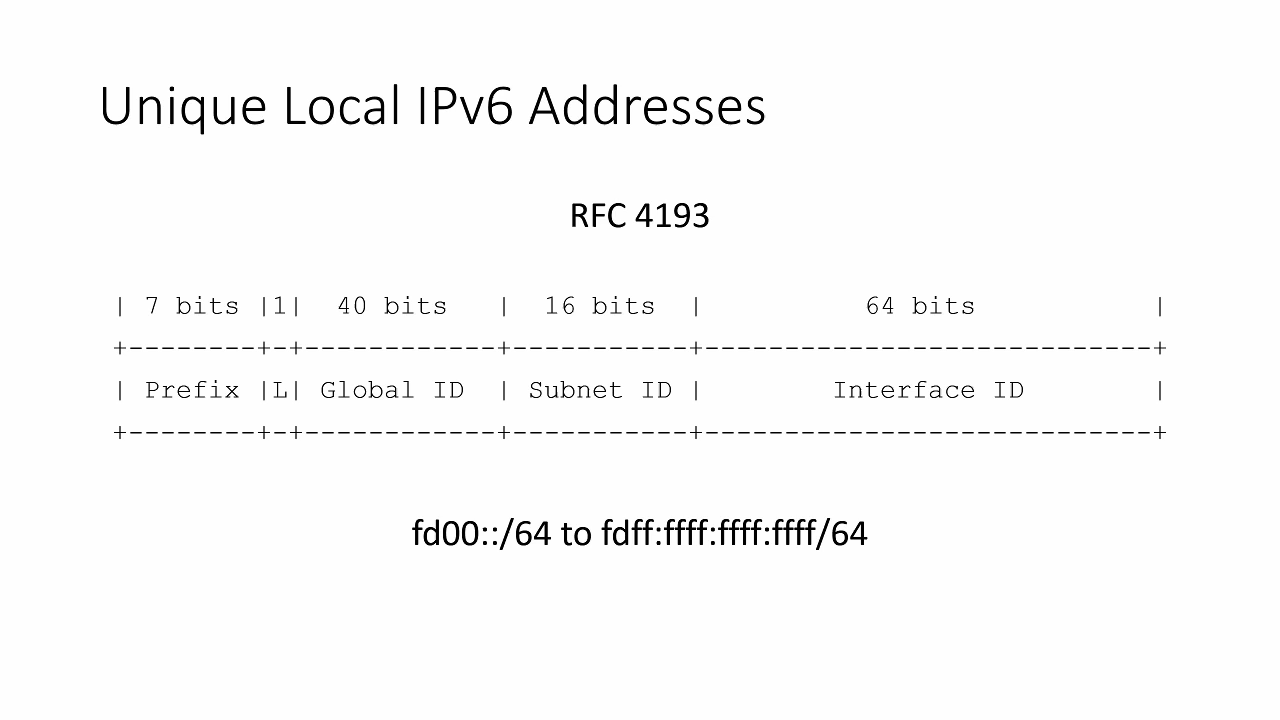 Unique Local IPv6 Addresses
RFC 4193
| 7 bits |1|  40 bits   |  16 bits  |          64 bits           |
+--------+-+------------+-----------+----------------------------+
| Prefix |L| Global ID  | Subnet ID |        Interface ID        |
+--------+-+------------+-----------+----------------------------+
fd00::/64 to fdff:ffff:ffff:ffff/64